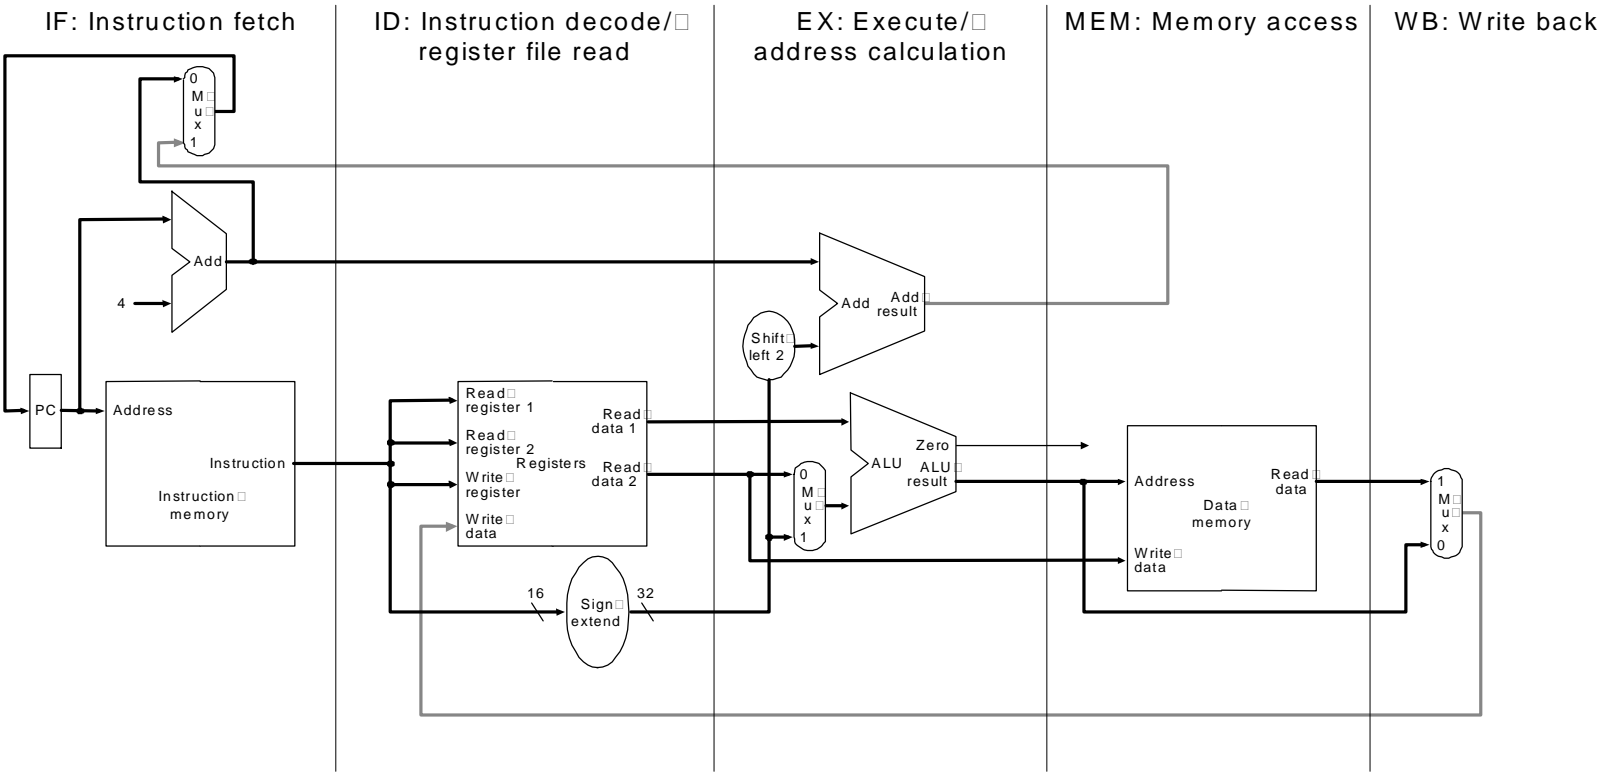 IF: Instruction fetch
ID: Instruction decode/
register file read
EX: Execute/
address calculation
MEM: Memory access
WB: Write back
0
M
u
x
1
Add
4
PC
Address
Instruction
Instruction
memory
Read
register 1
Read
register 2
Write
register
Write
data
Registers
Read
data 1
Read
data 2
16
Sign
extend
32
Shift
left 2
Add
Add
result
0
M
u
x
1
ALU
Zero
ALU
result
Address
Write
data
Data
memory
Read
data
1
M
u
x
0